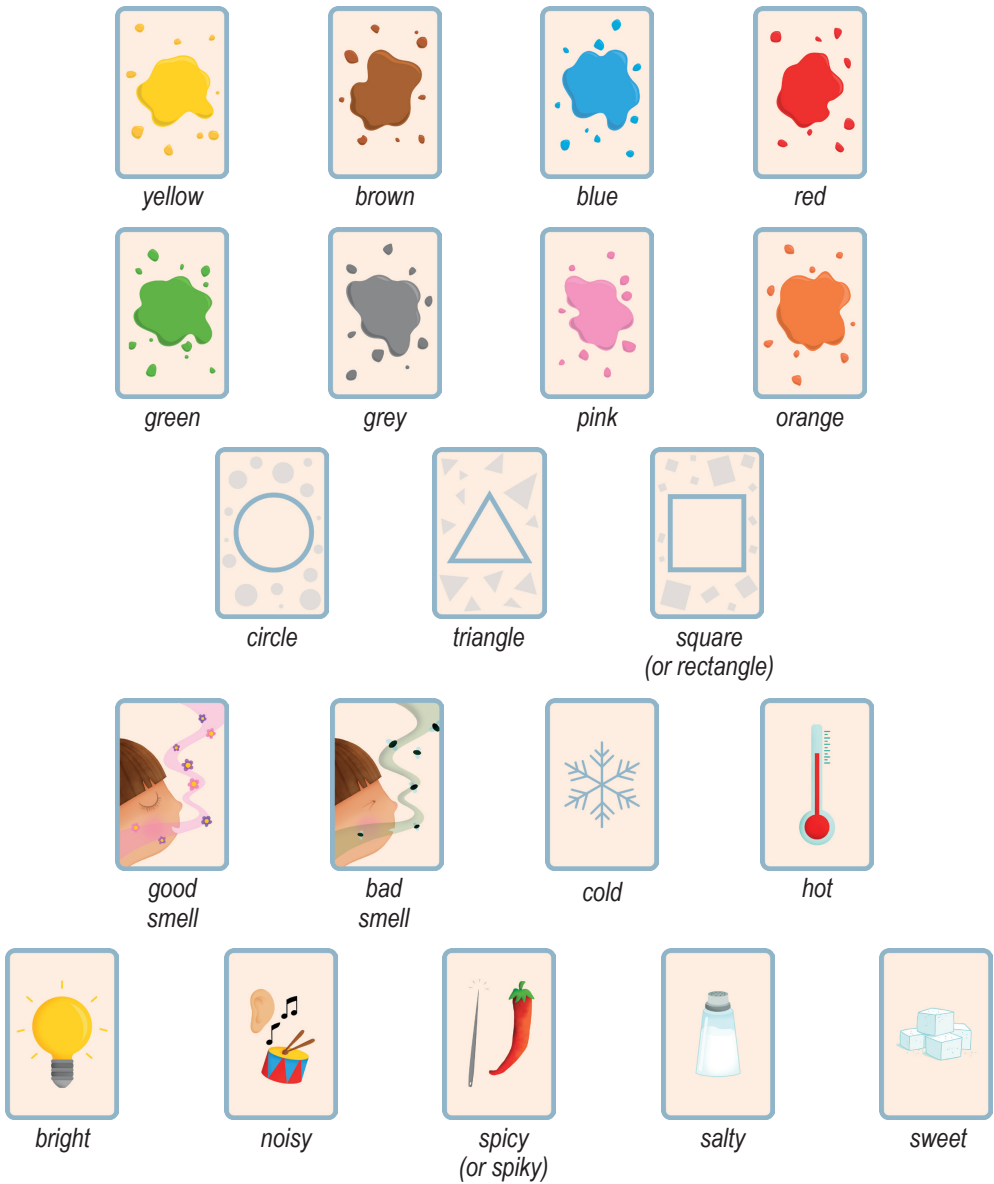 yellow
brown
blue
red
green
grey
pink
orange
circle
triangle
square
(or rectangle)
good
smell
bad
smell
cold
hot
bright
noisy
spicy
(or spiky)
salty
sweet